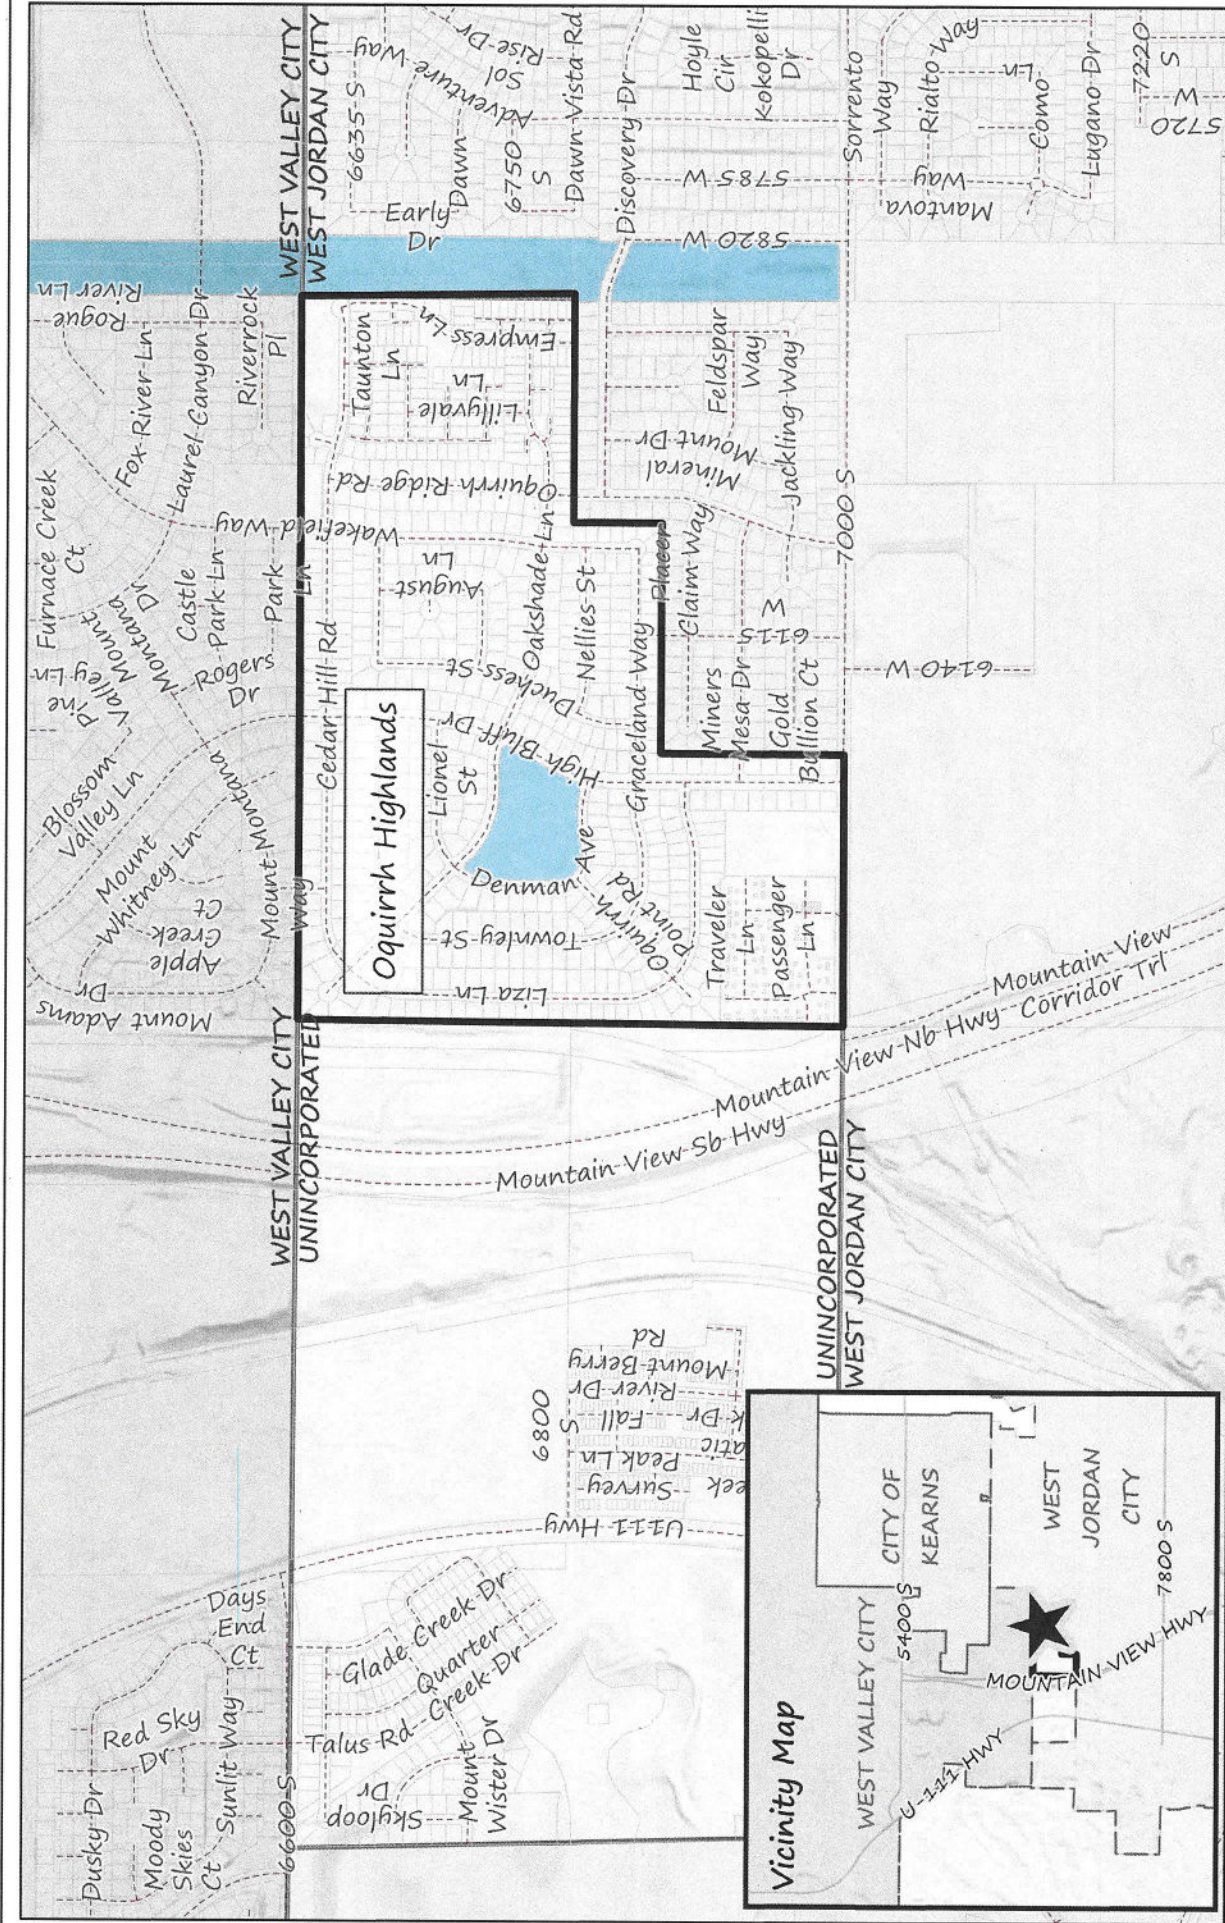 WEST VALLEY CITY
WEST JORDAN CITY
WEST VALLEY CITY
UNINCORPORATED
UNINCORPORATED
WEST JORDAN CITY
Oquirrh Highlands
Dusky Dr
Red Sky
Dr
Moody
Skies
Ct
Sunlit Way
Days
End
Ct
6600 S
Talus Rd
Glade Creek Dr
Quarter
Creek Dr
Skyloop
Dr
Mount
Wister Dr
U111 Hwy
6800
S
Survey
Peak Ln
Fall
River Dr
Mount Berry
Rd
eek
atic
k Dr
Mountain View Sb Hwy
Mountain View Nb Hwy
Mountain View
Corridor Trl
Mount Adams
Dr
Apple
Creek
Ct
Mount
Whitney Ln
Blossom
Valley Ln
Mount Montana
Way
Pine
Valley Ln
Mount
Montana
Dr
Rogers
Dr
Furnace Creek
Ct
Castle
Park Ln
Park
Ln
Wakefield Way
Fox River Ln
Laurel Canyon Dr
Riverrock
Pl
Rogue
River Ln
Cedar Hill Rd
Liza Ln
Townley St
Denman
Ave
Lionel
St
High Bluff Dr
Duchess St
August
Ln
Oakshade Ln
Nellies St
Graceland Way
Oquirrh
Point Rd
Traveler
Ln
Passenger
Ln
Oquirrh Ridge Rd
Taunton
Ln
Lillyvale
Ln
Empress Ln
Placer
Claim Way
Miners
Mesa Dr
Gold
Bullion Ct
6115
W
6140 W
7000 S
Mineral
Mount Dr
Feldspar
Way
Jackling Way
6635 S
Adventure Way
Sol
Rise Dr
Early
Dawn
Dr
6750
S
Dawn Vista Rd
Discovery Dr
Hoyle
Cir
Kokopelli
Dr
5785 W
5820 W
Sorrento
Way
Rialto Way
Mantova
Way
Como
Ln
Lugano Dr
7220
S
5720
W
Vicinity Map
WEST VALLEY CITY
CITY OF
KEARNS
5400 S
WEST
JORDAN
CITY
7800 S
U-111 HWY
MOUNTAIN VIEW HWY